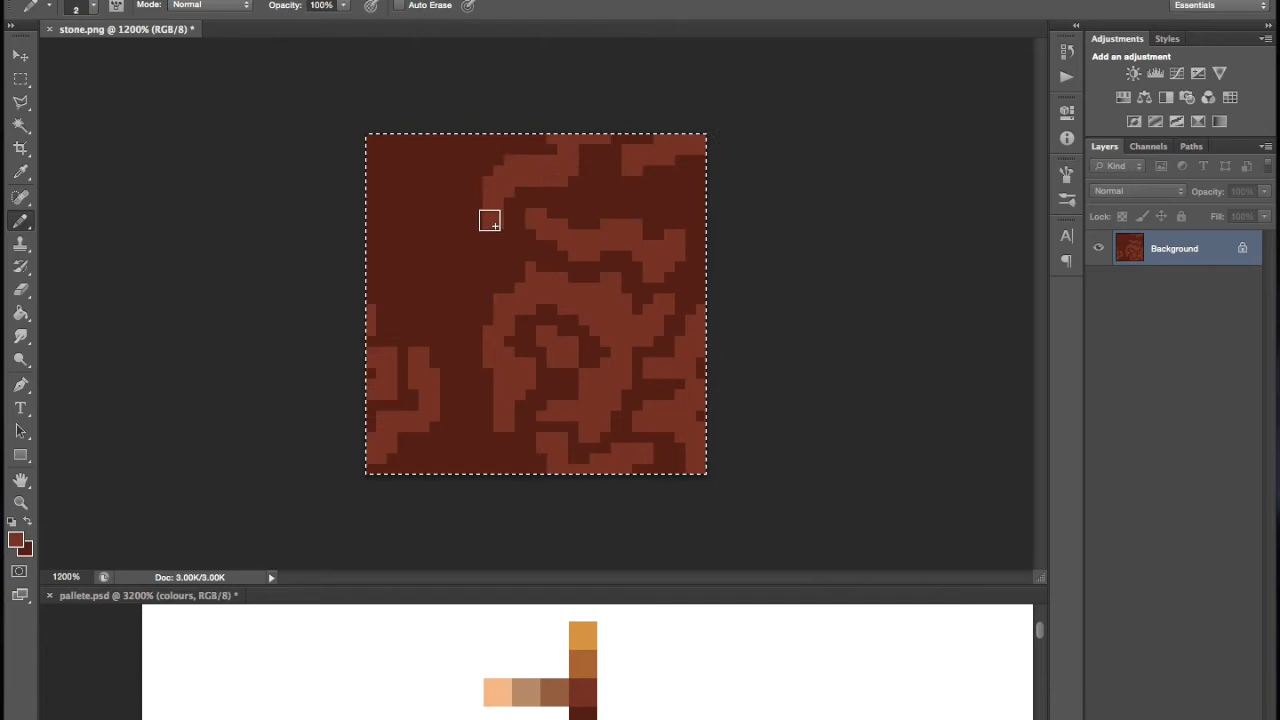 2 Mode: Normal Opacity: 100% Auto Erase Essentials
stone.png @ 1200% (RGB/8) *
Adjustments Styles
Add an adjustment
Layers Channels Paths
Kind
Normal Opacity: 100%
Lock: Fill: 100%
Background
1200% Doc: 3.00K/3.00K
pallete.psd @ 3200% (colours, RGB/8) *